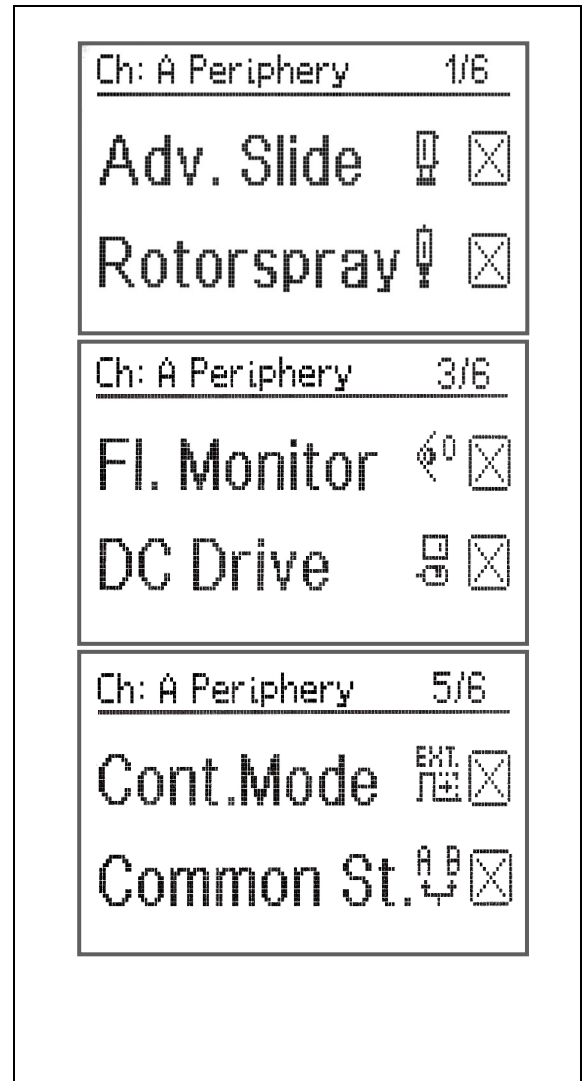 Ch: A Periphery 1/6
Adv. Slide
Rotorspray
Ch: A Periphery 3/6
Fl. Monitor 0
DC Drive
Ch: A Periphery 5/6
Cont.Mode EXT.
Common St. A B